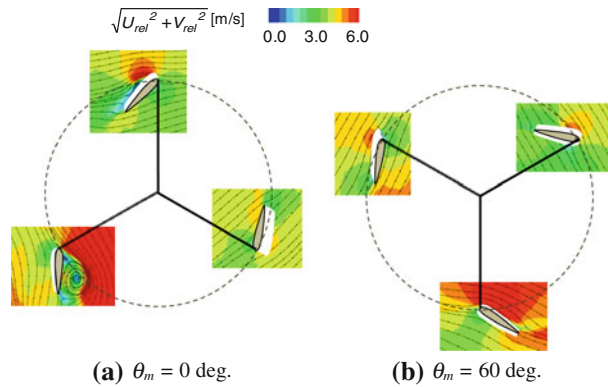 √(U_rel² + V_rel²) [m/s]
0.0 3.0 6.0
(a) θ_m = 0 deg.
(b) θ_m = 60 deg.